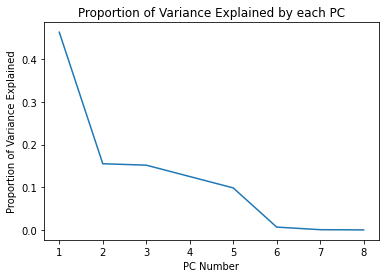 Proportion of Variance Explained by each PC
Proportion of Variance Explained
0.4
0.3
0.2
0.1
0.0
1 2 3 4 5 6 7 8
PC Number